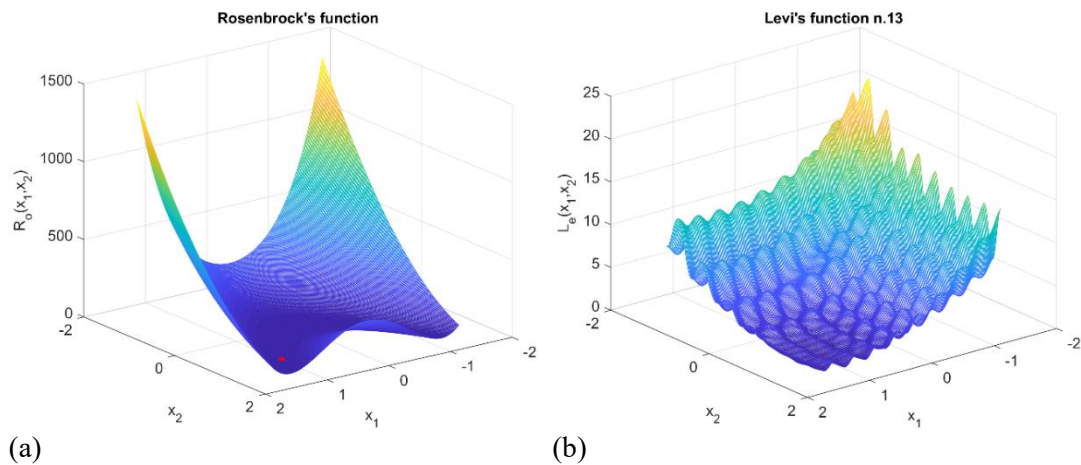 Rosenbrock's function
1500
1000
500
0
-2
0
2
2
1
0
-1
-2
R_o(x_1,x_2)
x_2
x_1
(a)
Levi's function n.13
25
20
15
10
5
0
-2
0
2
2
1
0
-1
-2
L_e(x_1,x_2)
x_2
x_1
(b)